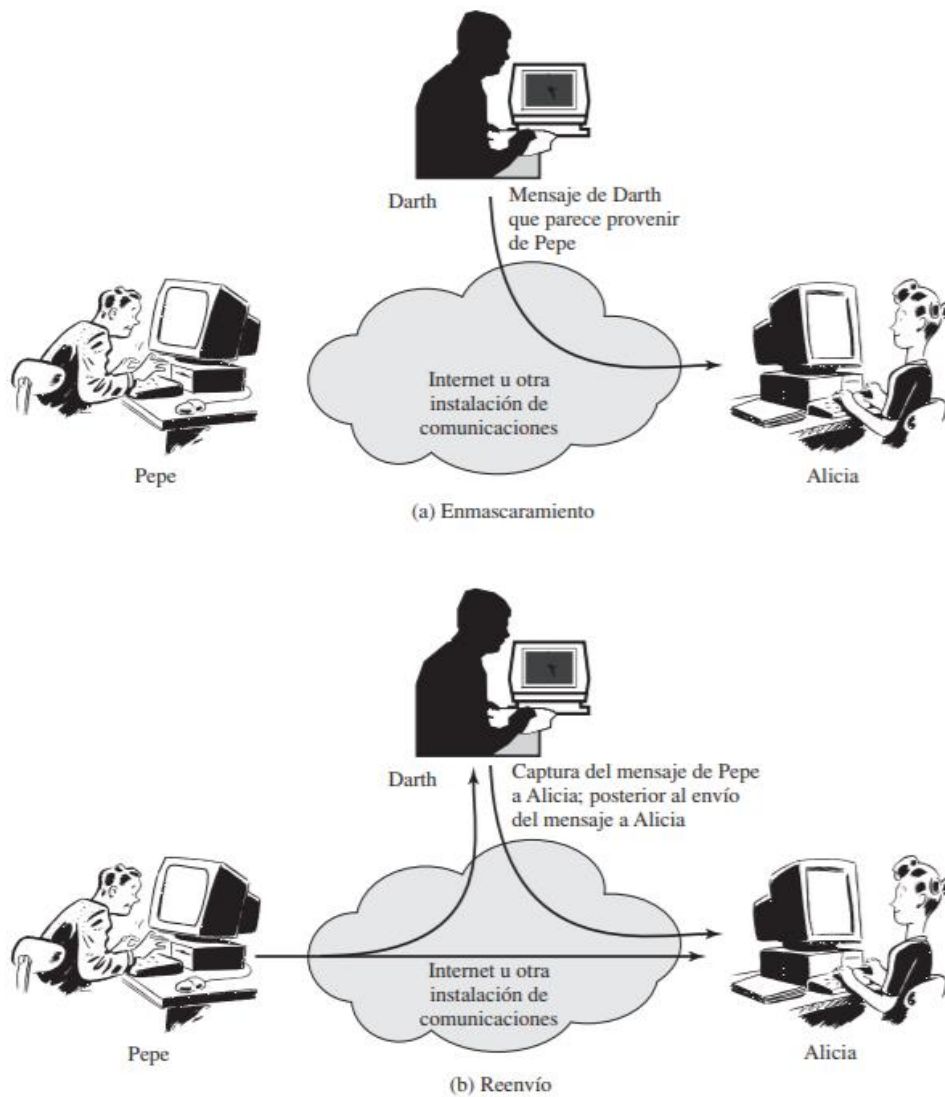 Darth
Mensaje de Darth
que parece provenir
de Pepe
Internet u otra
instalación de
comunicaciones
Pepe
Alicia
(a) Enmascaramiento
Darth
Captura del mensaje de Pepe
a Alicia; posterior al envío
del mensaje a Alicia
Internet u otra
instalación de
comunicaciones
Pepe
Alicia
(b) Reenvío